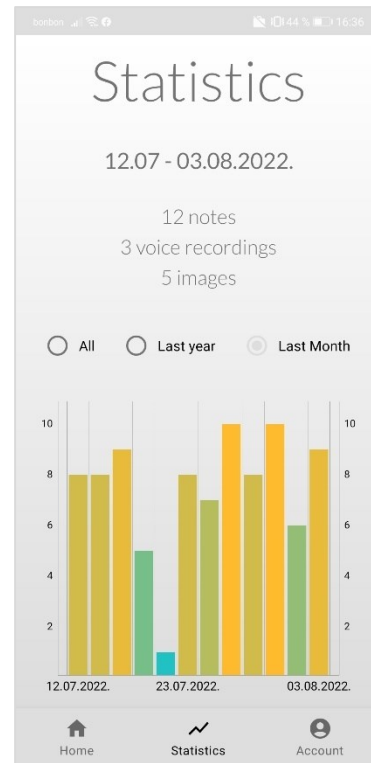 bonbon 44 % 16:36
Statistics
12.07 - 03.08.2022.
12 notes
3 voice recordings
5 images
All Last year Last Month
10 10
8 8
6 6
4 4
2 2
12.07.2022. 23.07.2022. 03.08.2022.
Home Statistics Account